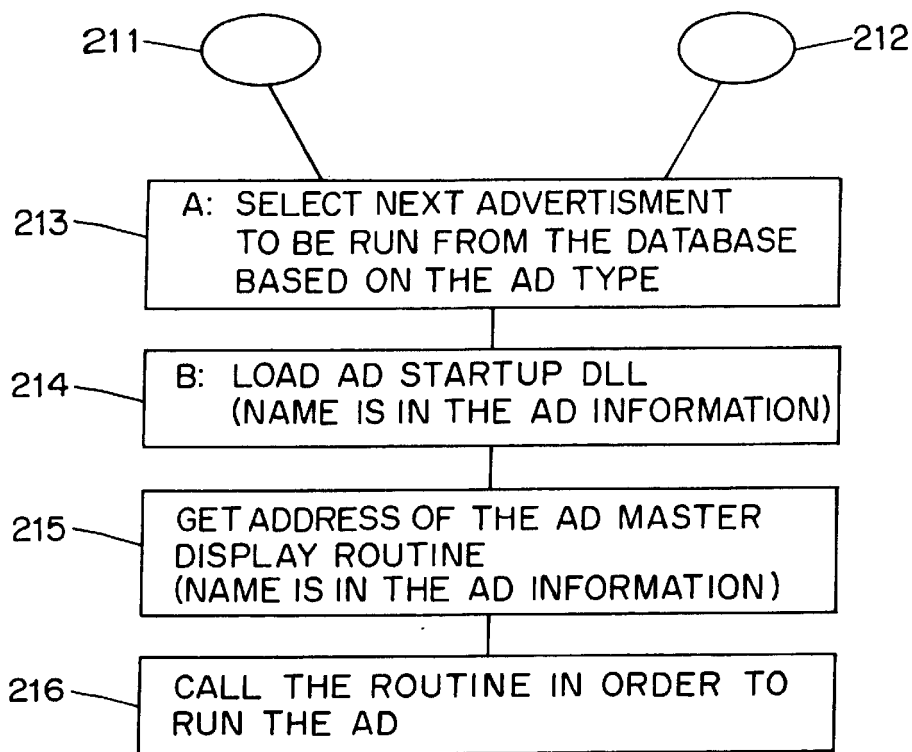 211
212
213
A: SELECT NEXT ADVERTISMENT
TO BE RUN FROM THE DATABASE
BASED ON THE AD TYPE
214
B: LOAD AD STARTUP DLL
(NAME IS IN THE AD INFORMATION)
215
GET ADDRESS OF THE AD MASTER
DISPLAY ROUTINE
(NAME IS IN THE AD INFORMATION)
216
CALL THE ROUTINE IN ORDER TO
RUN THE AD